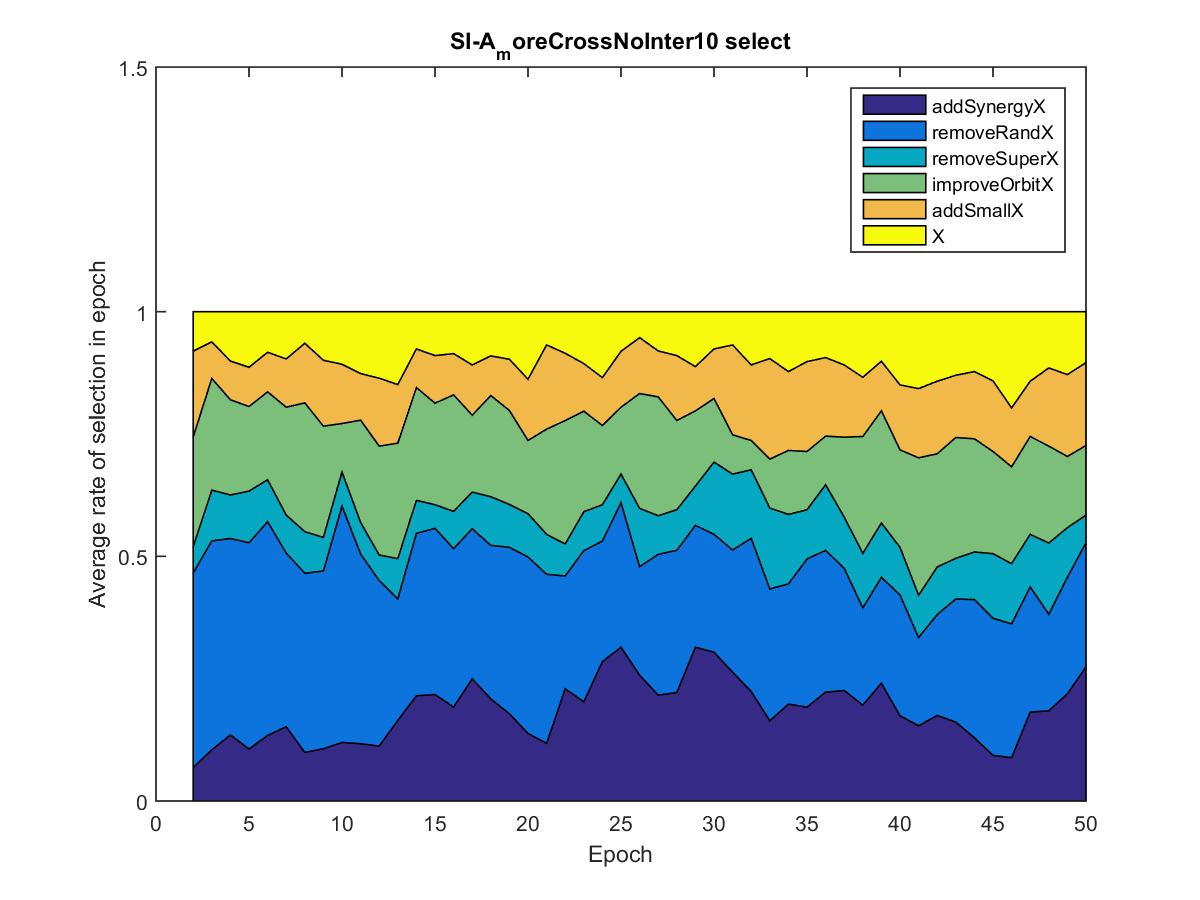 SI-AmoreCrossNoInter10 select
1.5
addSynergyX
removeRandX
removeSuperX
improveOrbitX
addSmallX
X
1
0.5
0
Average rate of selection in epoch
0 5 10 15 20 25 30 35 40 45 50
Epoch